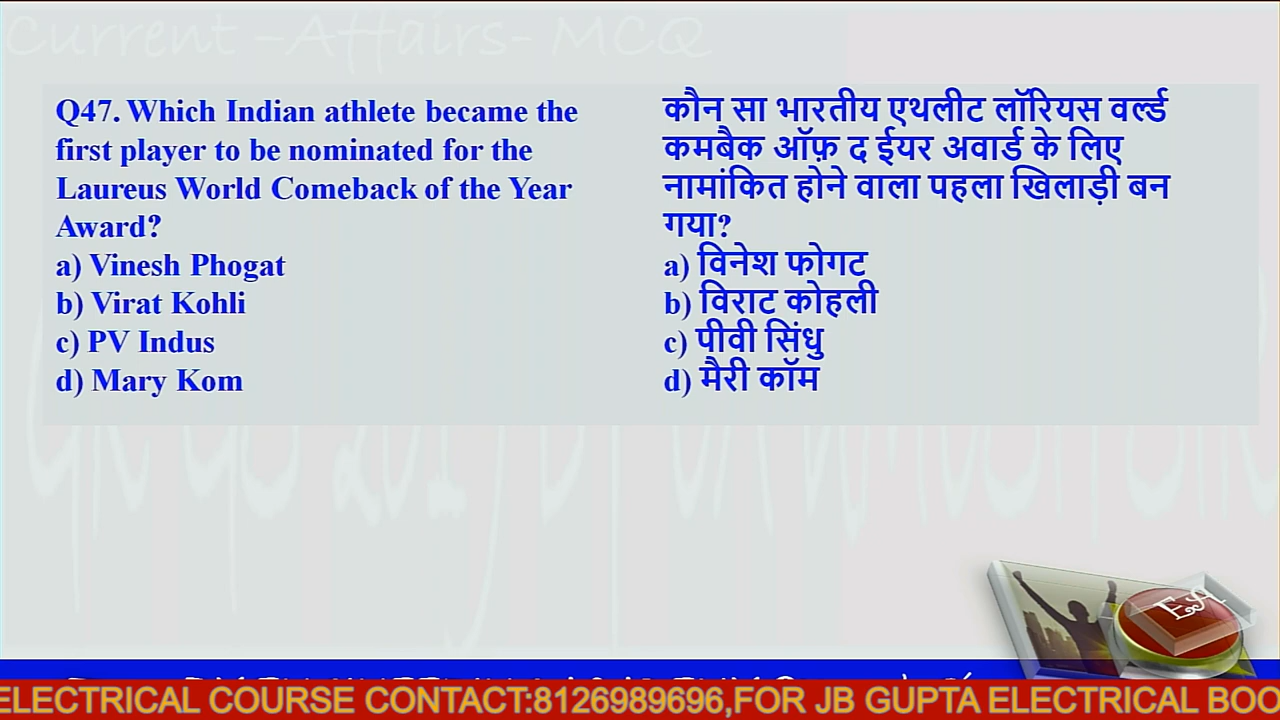 Current -Affairs- MCQ
Q47. Which Indian athlete became the
first player to be nominated for the
Laureus World Comeback of the Year
Award?
a) Vinesh Phogat
b) Virat Kohli
c) PV Indus
d) Mary Kom
कौन सा भारतीय एथलीट लॉरियस वर्ल्ड
कमबैक ऑफ़ द ईयर अवार्ड के लिए
नामांकित होने वाला पहला खिलाड़ी बन
गया?
a) विनेश फोगट
b) विराट कोहली
c) पीवी सिंधु
d) मैरी कॉम
EA
ELECTRICAL COURSE CONTACT:8126989696,FOR JB GUPTA ELECTRICAL BOO